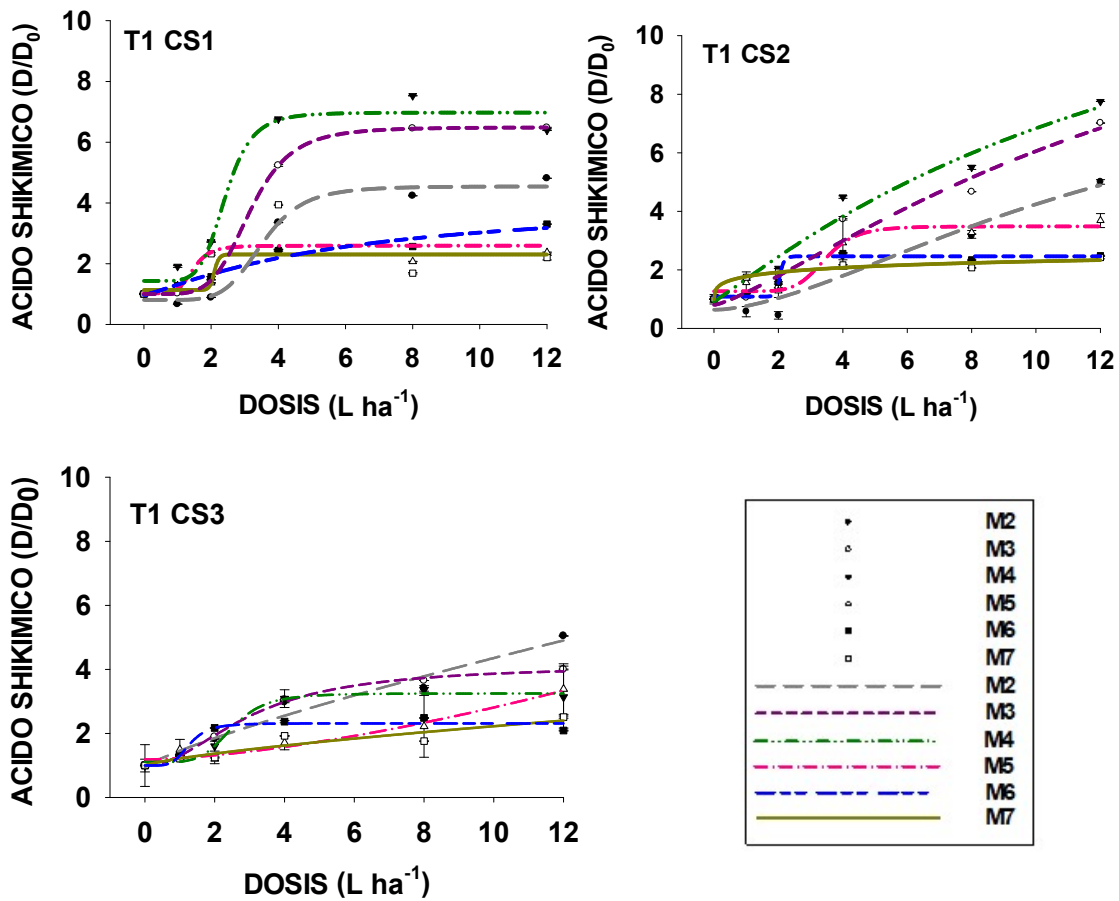 T1 CS1
ACIDO SHIKIMICO (D/D0)
10
8
6
4
2
0
0 2 4 6 8 10 12
DOSIS (L ha-1)
T1 CS2
ACIDO SHIKIMICO (D/D0)
10
8
6
4
2
0
0 2 4 6 8 10 12
DOSIS (L ha-1)
T1 CS3
ACIDO SHIKIMICO (D/D0)
10
8
6
4
2
0
0 2 4 6 8 10 12
DOSIS (L ha-1)
M2
M3
M4
M5
M6
M7
M2
M3
M4
M5
M6
M7